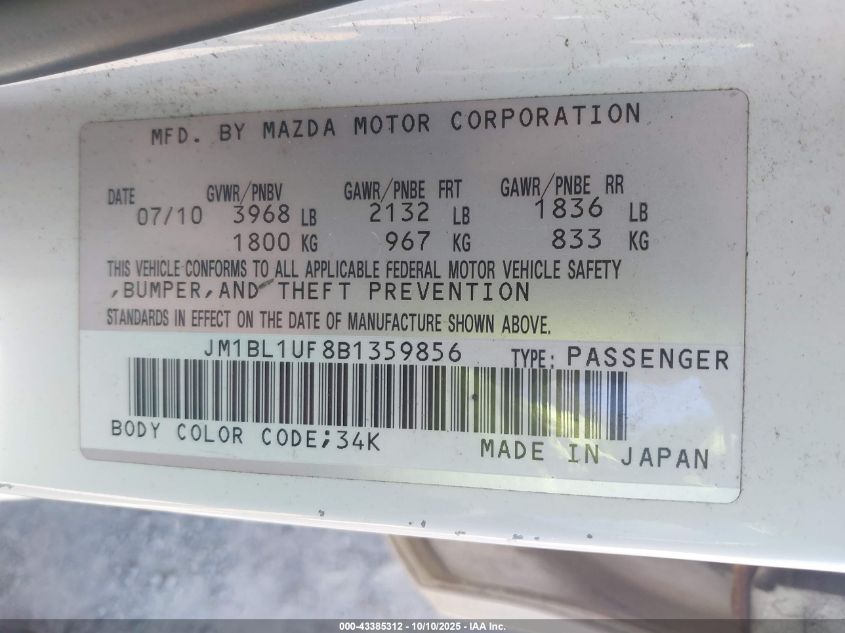 MFD. BY MAZDA MOTOR CORPORATION
DATE GVWR/PNBV GAWR/PNBE FRT GAWR/PNBE RR
07/10 3968 LB 2132 LB 1836 LB
1800 KG 967 KG 833 KG
THIS VEHICLE CONFORMS TO ALL APPLICABLE FEDERAL MOTOR VEHICLE SAFETY
,BUMPER,AND THEFT PREVENTION
STANDARDS IN EFFECT ON THE DATE OF MANUFACTURE SHOWN ABOVE.
JM1BL1UF8B1359856 TYPE: PASSENGER
BODY COLOR CODE;34K MADE IN JAPAN
000-43385312 - 10/10/2025 - IAA Inc.